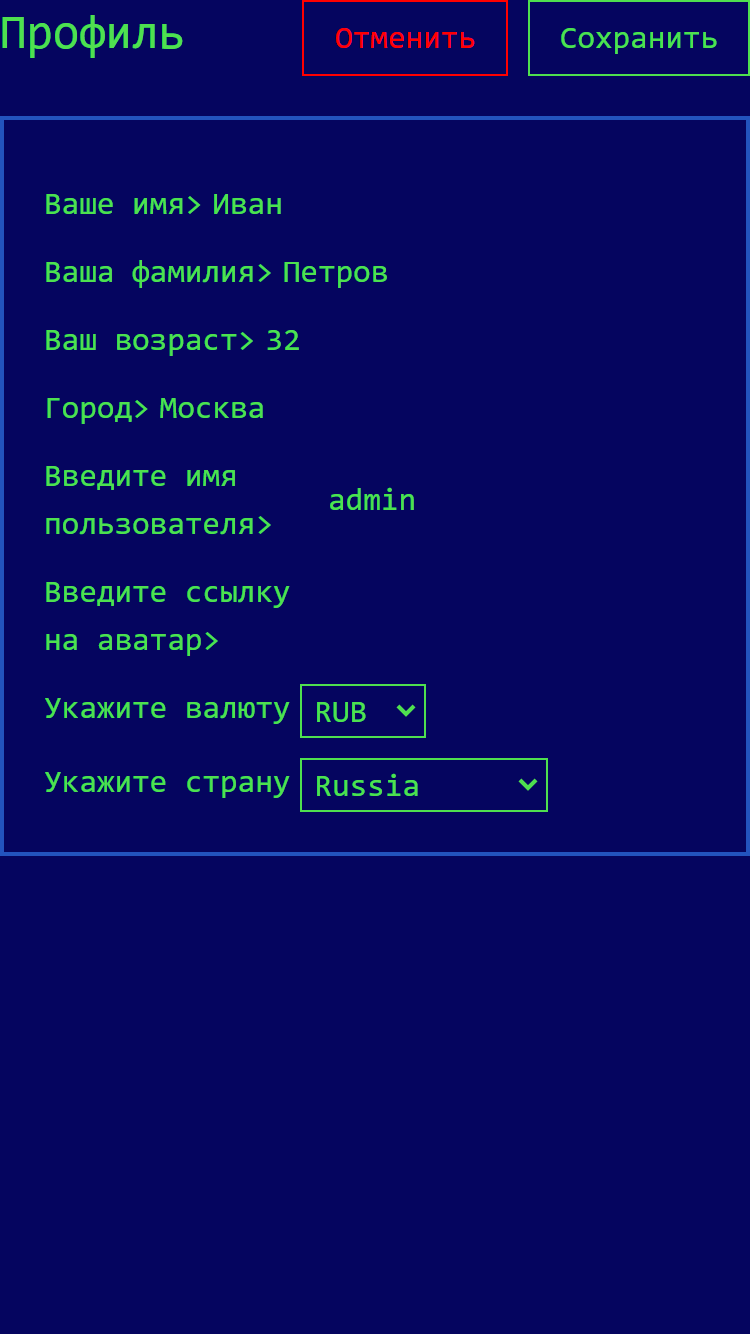 Профиль
Отменить
Сохранить
Ваше имя> Иван
Ваша фамилия> Петров
Ваш возраст> 32
Город> Москва
Введите имя
пользователя>
admin
Введите ссылку
на аватар>
Укажите валюту RUB
Укажите страну Russia